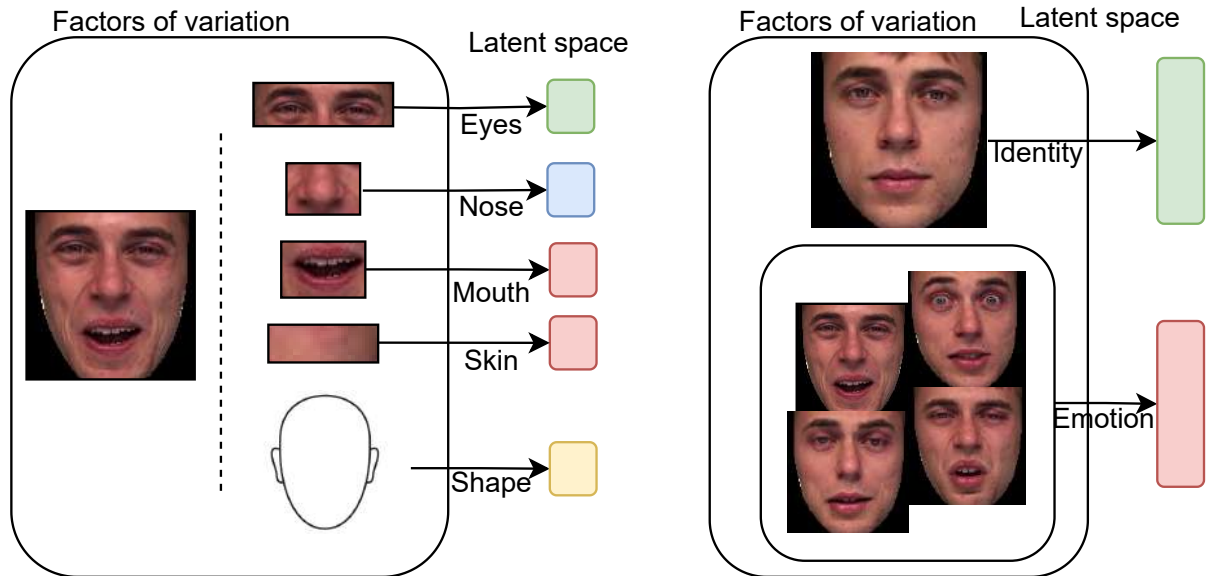 Factors of variation
Latent space
Eyes
Nose
Mouth
Skin
Shape
Factors of variation
Latent space
Identity
Emotion